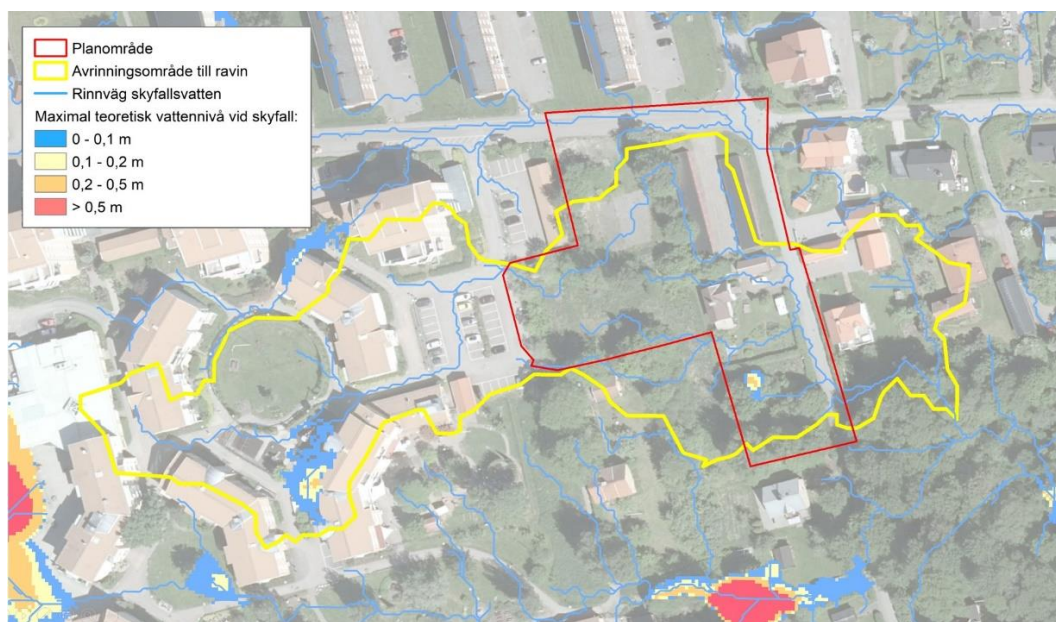 Planområde
Avrinningsområde till ravin
Rinnväg skyfallsvatten
Maximal teoretisk vattennivå vid skyfall:
0 - 0,1 m
0,1 - 0,2 m
0,2 - 0,5 m
> 0,5 m